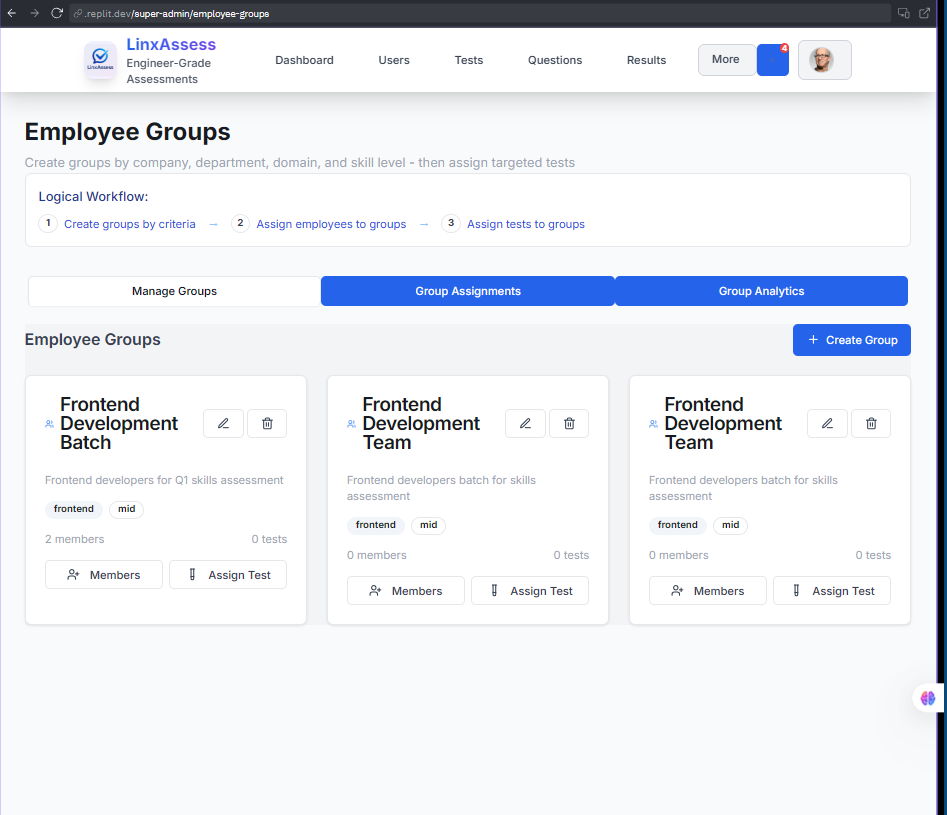 .replit.dev/super-admin/employee-groups
LinxAssess
Engineer-Grade
Assessments
LinxAssess
Dashboard
Users
Tests
Questions
Results
More
4
Employee Groups
Create groups by company, department, domain, and skill level - then assign targeted tests
Logical Workflow:
1 Create groups by criteria → 2 Assign employees to groups → 3 Assign tests to groups
Manage Groups
Group Assignments
Group Analytics
Employee Groups
+ Create Group
Frontend
Development
Batch
Frontend developers for Q1 skills assessment
frontend mid
2 members 0 tests
Members Assign Test
Frontend
Development
Team
Frontend developers batch for skills
assessment
frontend mid
0 members 0 tests
Members Assign Test
Frontend
Development
Team
Frontend developers batch for skills
assessment
frontend mid
0 members 0 tests
Members Assign Test